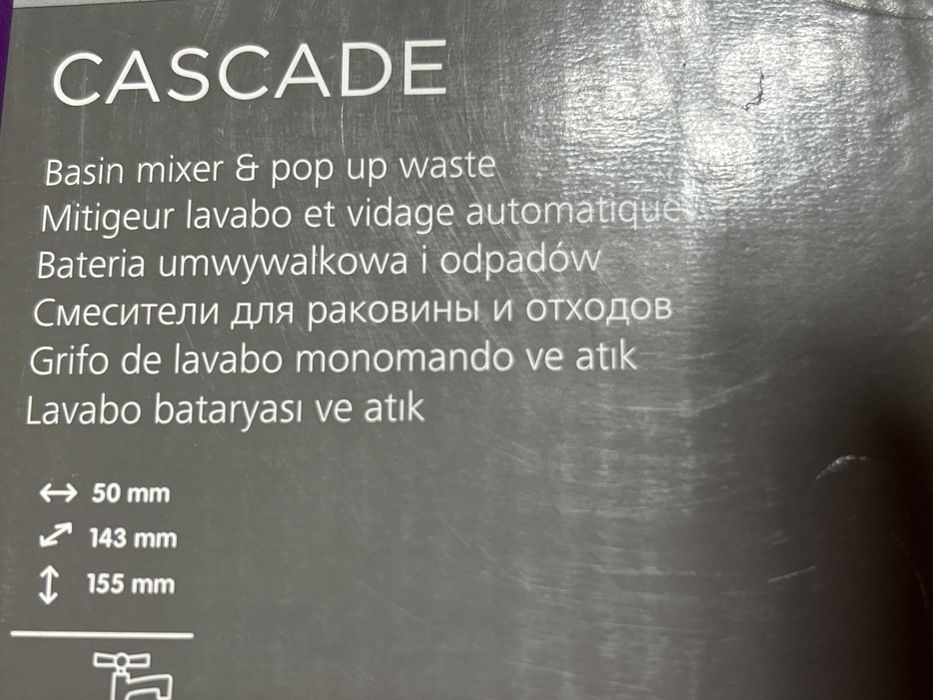 CASCADE
Basin mixer & pop up waste
Mitigeur lavabo et vidage automatique
Bateria umwywalkowa i odpadów
Смесители для раковины и отходов
Grifo de lavabo monomando ve atık
Lavabo bataryası ve atık
50 mm
143 mm
155 mm